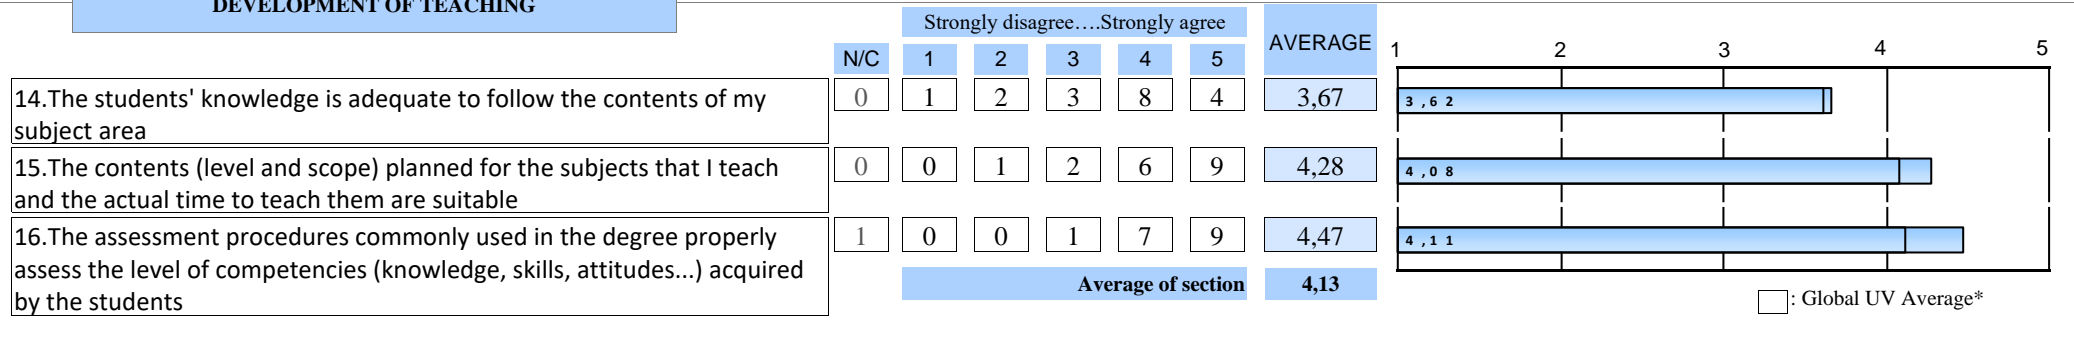 DEVELOPMENT OF TEACHING
Strongly disagree….Strongly agree
AVERAGE
N/C 1 2 3 4 5
1 2 3 4 5
14.The students' knowledge is adequate to follow the contents of my
subject area
0 1 2 3 8 4 3,67
3,62
15.The contents (level and scope) planned for the subjects that I teach
and the actual time to teach them are suitable
0 0 1 2 6 9 4,28
4,08
16.The assessment procedures commonly used in the degree properly
assess the level of competencies (knowledge, skills, attitudes...) acquired
by the students
1 0 0 1 7 9 4,47
4,11
Average of section 4,13
: Global UV Average*